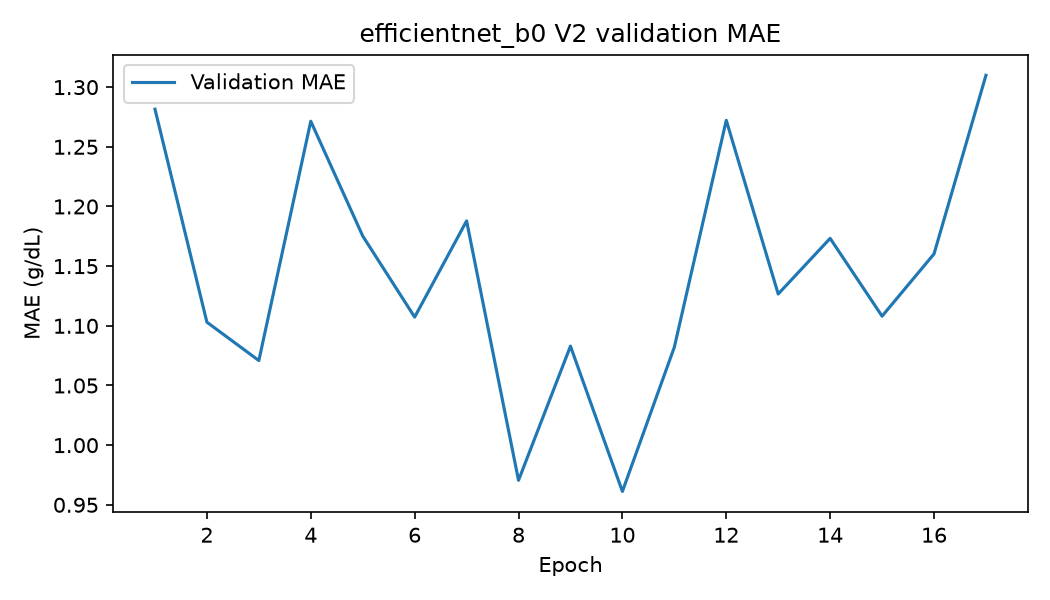 efficientnet_b0 V2 validation MAE
Validation MAE
MAE (g/dL)
1.30
1.25
1.20
1.15
1.10
1.05
1.00
0.95
2 4 6 8 10 12 14 16
Epoch